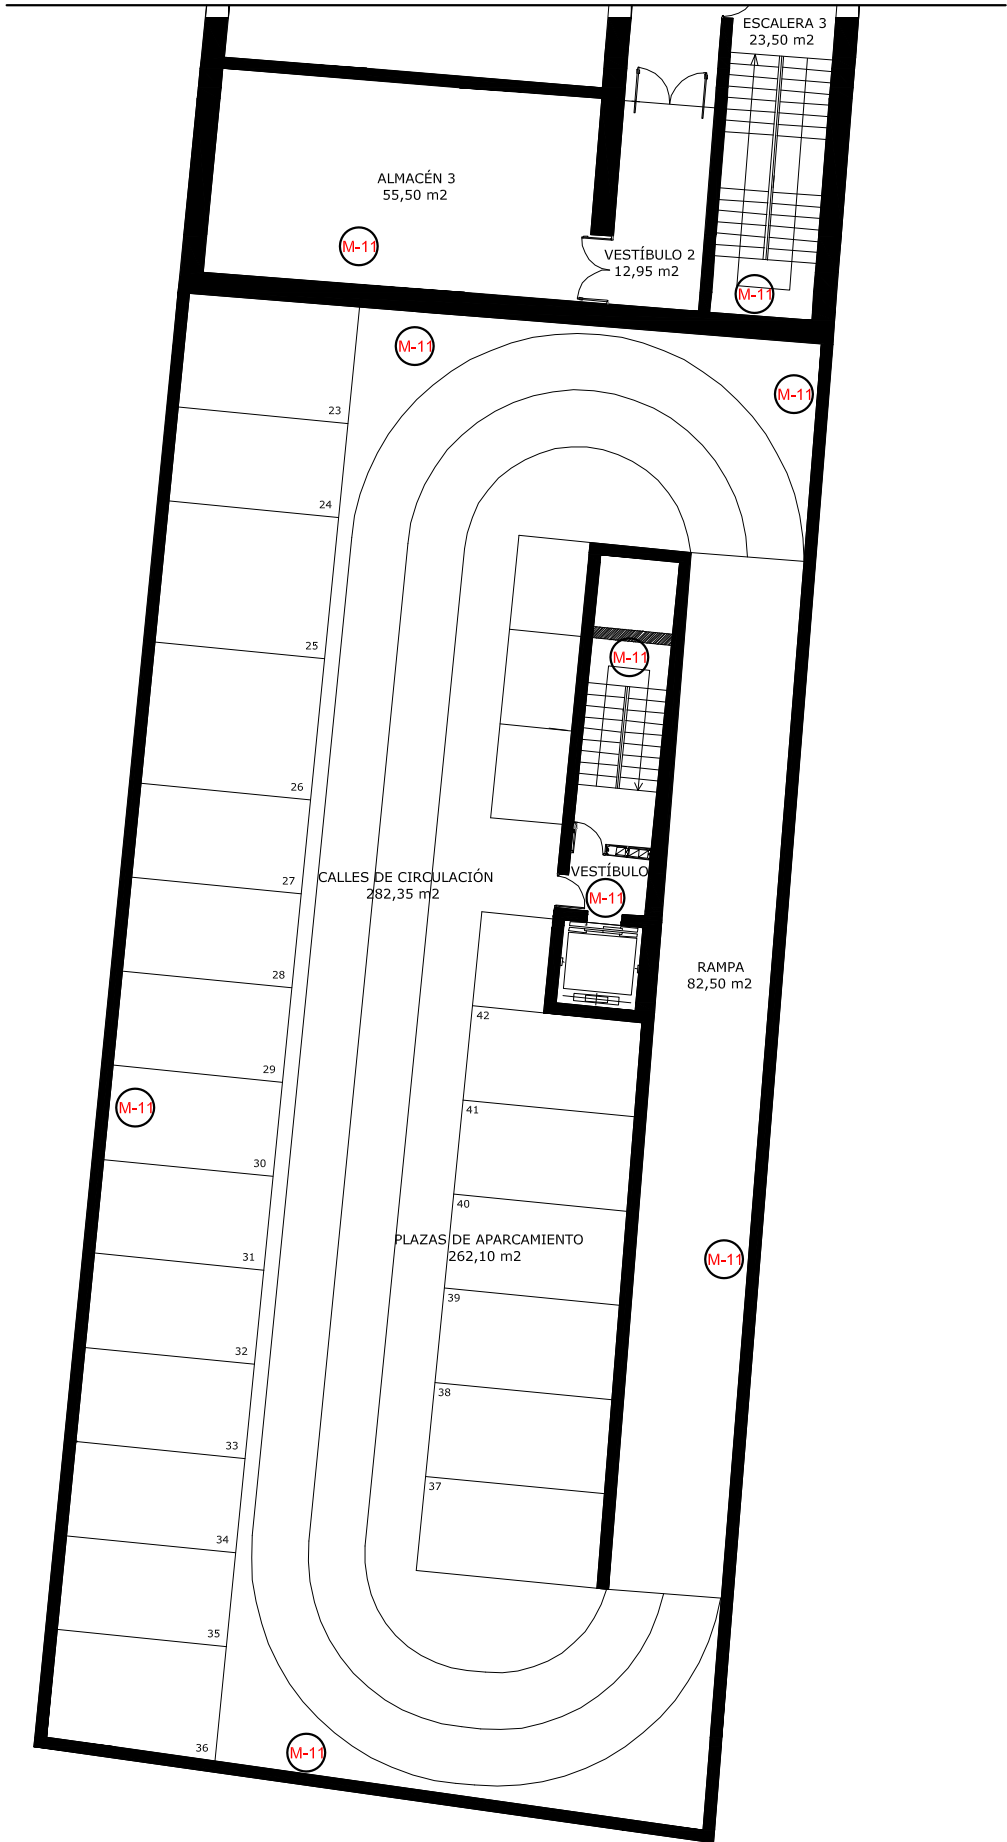 ESCALERA 3
23,50 m2
ALMACÉN 3
55,50 m2
M-11
VESTÍBULO 2
12,95 m2
M-11
M-11
M-11
23
24
25
M-11
26
27
CALLES DE CIRCULACIÓN
282,35 m2
VESTÍBULO
M-11
28
RAMPA
82,50 m2
42
29
M-11
41
30
40
PLAZAS DE APARCAMIENTO
262,10 m2
31
M-11
39
32
38
33
37
34
35
36
M-11